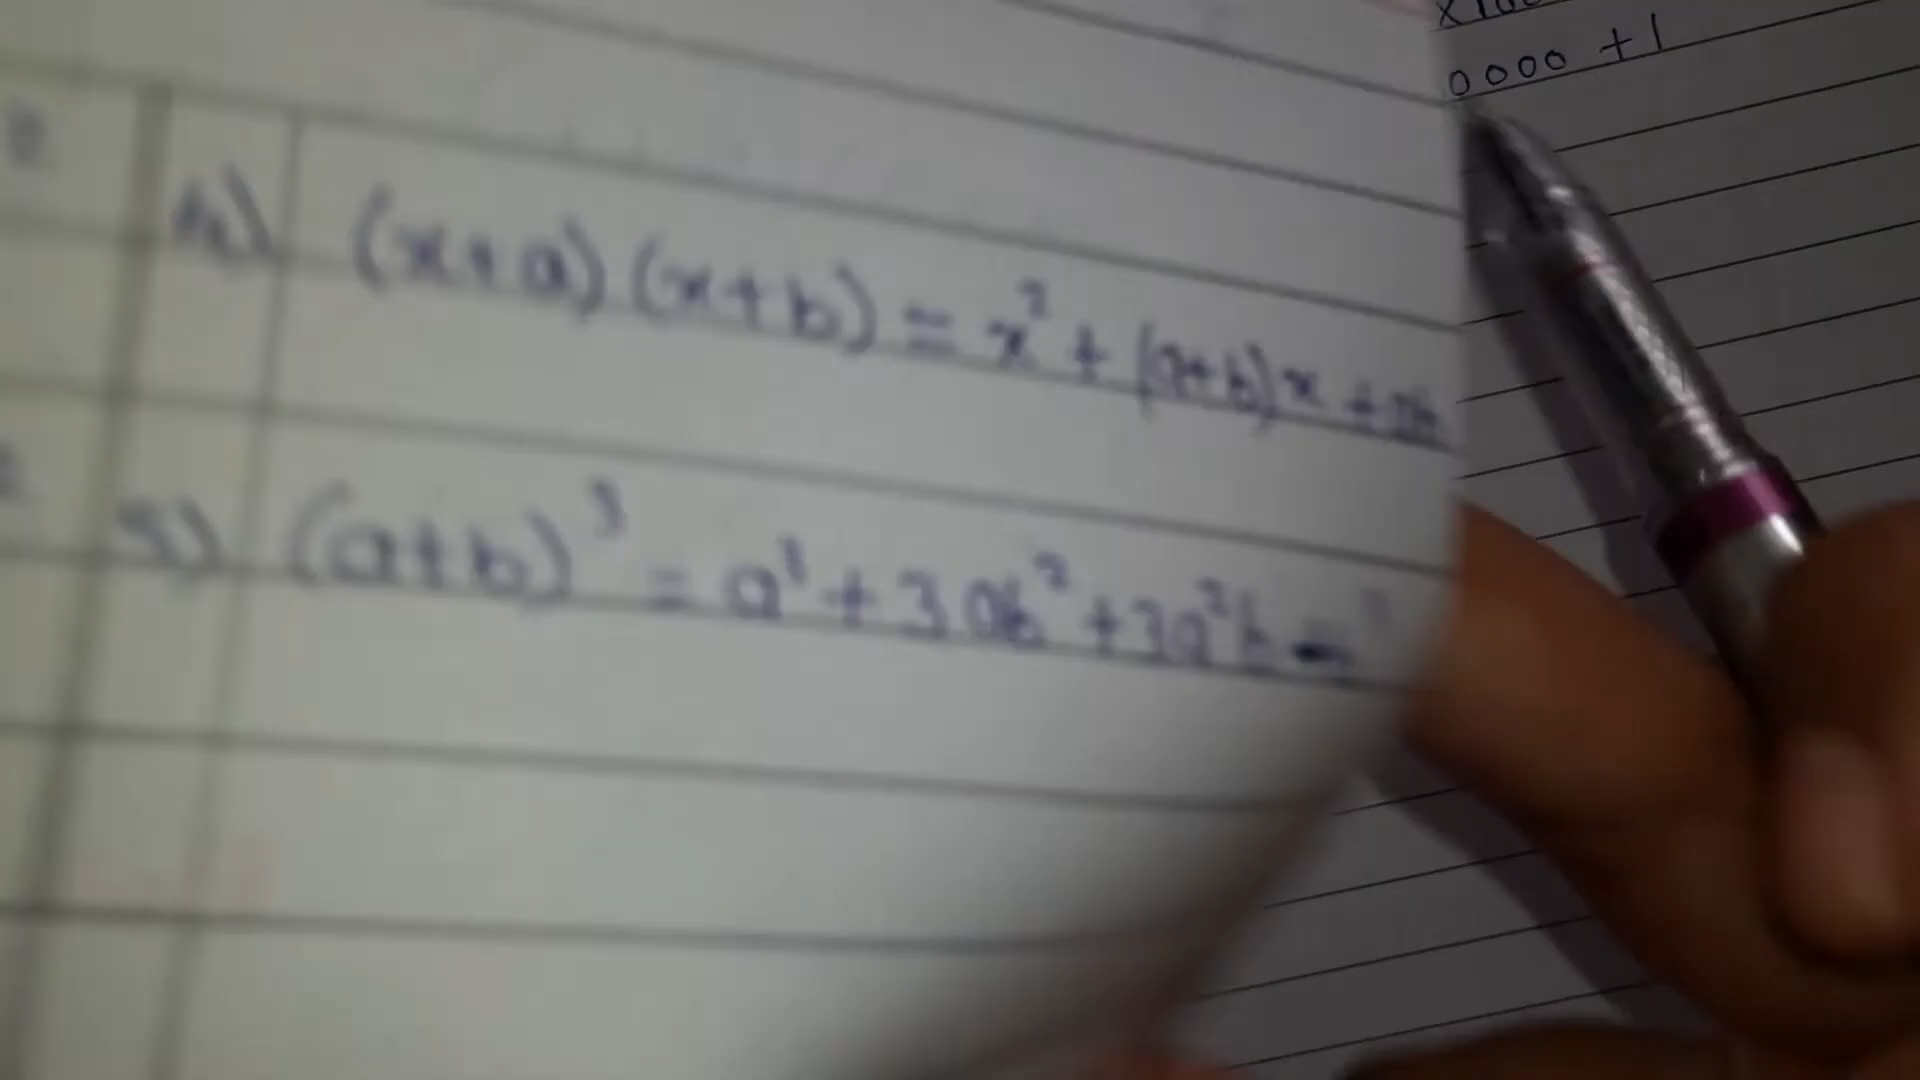 4) (x+a) (x+b) = x² + (a+b)x + ab
5) (a+b)³ = a³ + 3ab² + 3a²b
0000 + 1